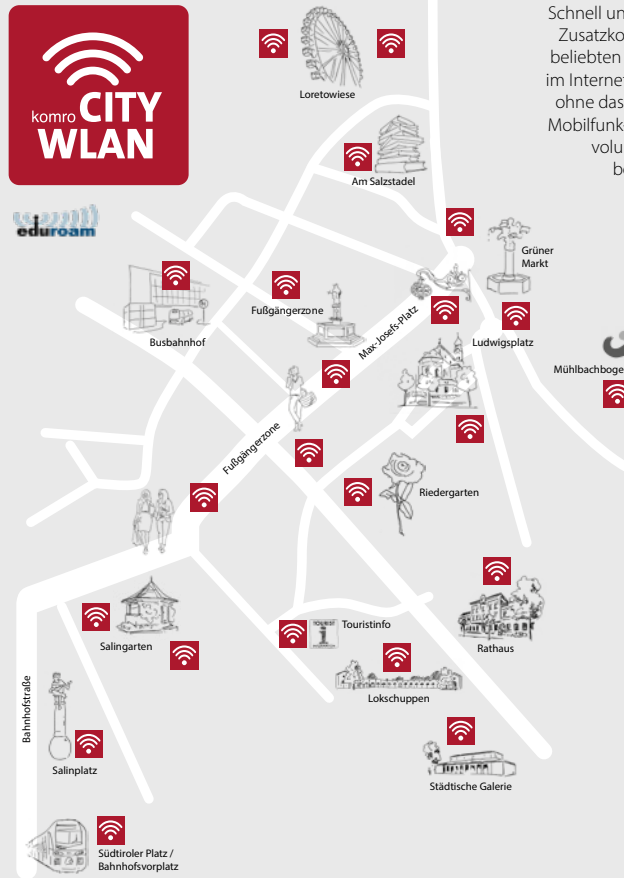 komro CITY
WLAN
eduroam
Schnell un
Zusatzko
beliebten
im Internet
ohne das
Mobilfunk
volu
be
Loretowiese
Am Salzstadel
Grüner
Markt
Busbahnhof
Fußgängerzone
Max-Josefs-Platz
Ludwigsplatz
Mühlbachboge
Fußgängerzone
Riedergarten
TOURIST
Touristinfo
Salingarten
Rathaus
Lokschuppen
Bahnhofstraße
Salinplatz
Städtische Galerie
Südtiroler Platz /
Bahnhofsvorplatz